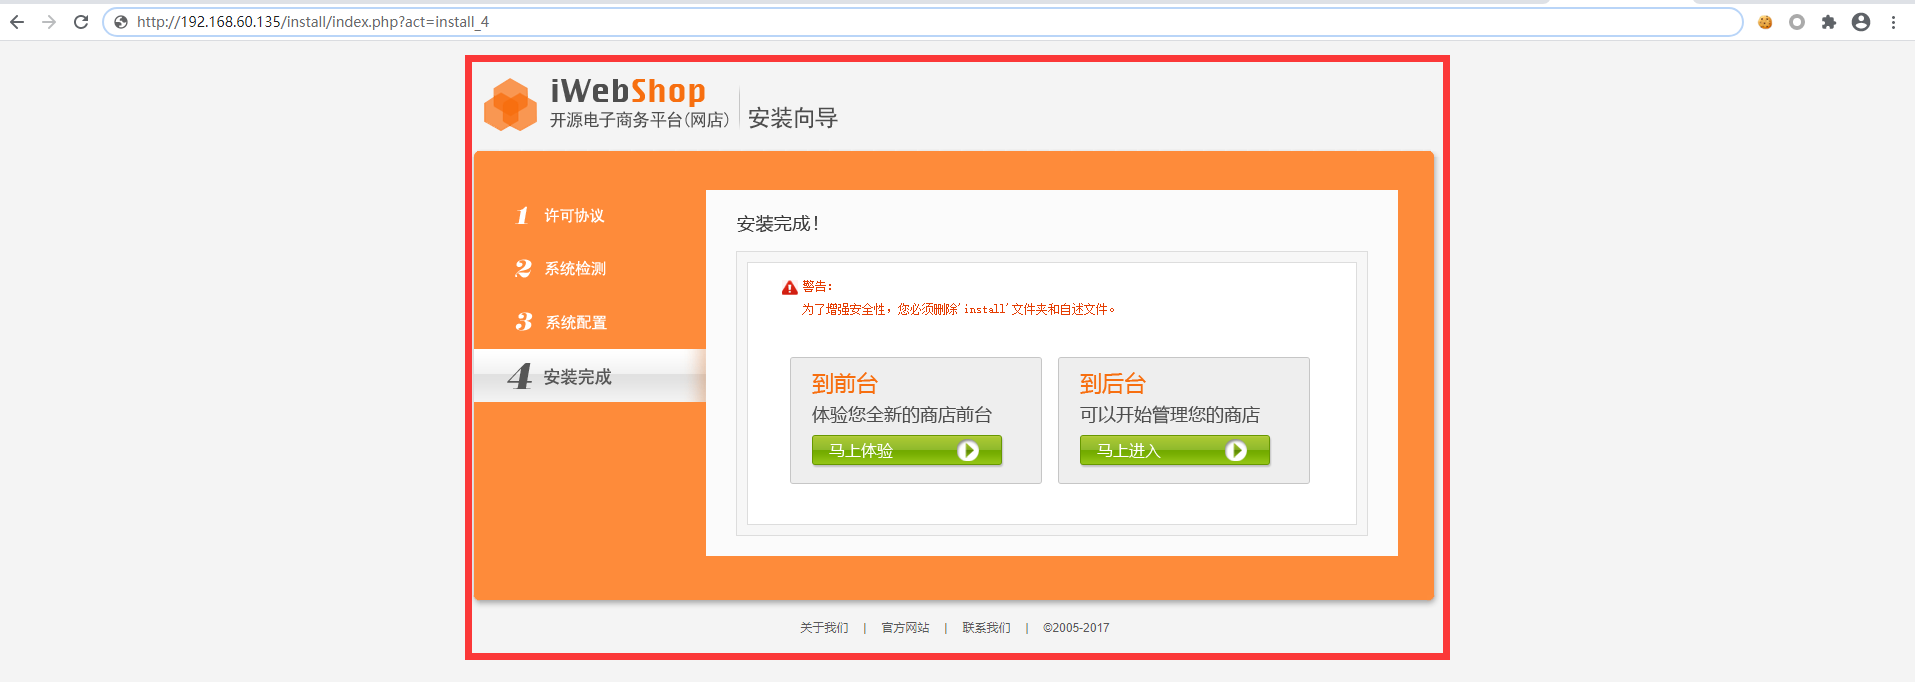 http://192.168.60.135/install/index.php?act=install_4
iWebShop
开源电子商务平台(网店)
安装向导
1 许可协议
2 系统检测
3 系统配置
4 安装完成
安装完成!
警告:
为了增强安全性,您必须删除'install'文件夹和自述文件。
到前台
体验您全新的商店前台
马上体验
到后台
可以开始管理您的商店
马上进入
关于我们 | 官方网站 | 联系我们 | ©2005-2017